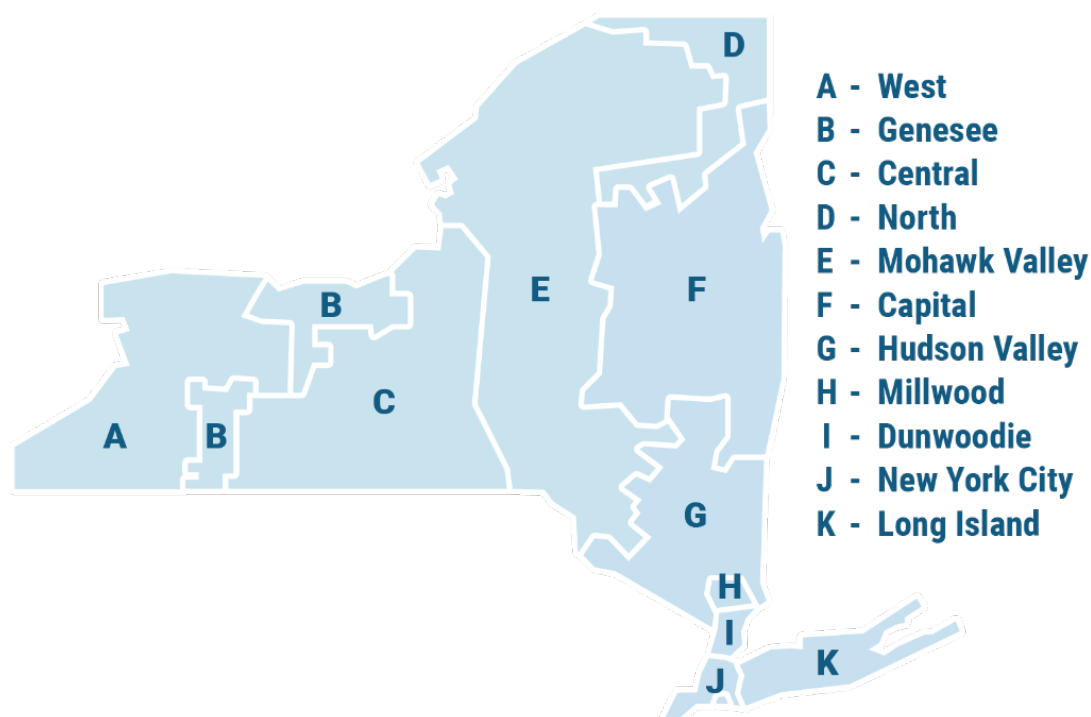 D
E
F
B
C
A
B
G
H
I
K
J
A - West
B - Genesee
C - Central
D - North
E - Mohawk Valley
F - Capital
G - Hudson Valley
H - Millwood
I - Dunwoodie
J - New York City
K - Long Island